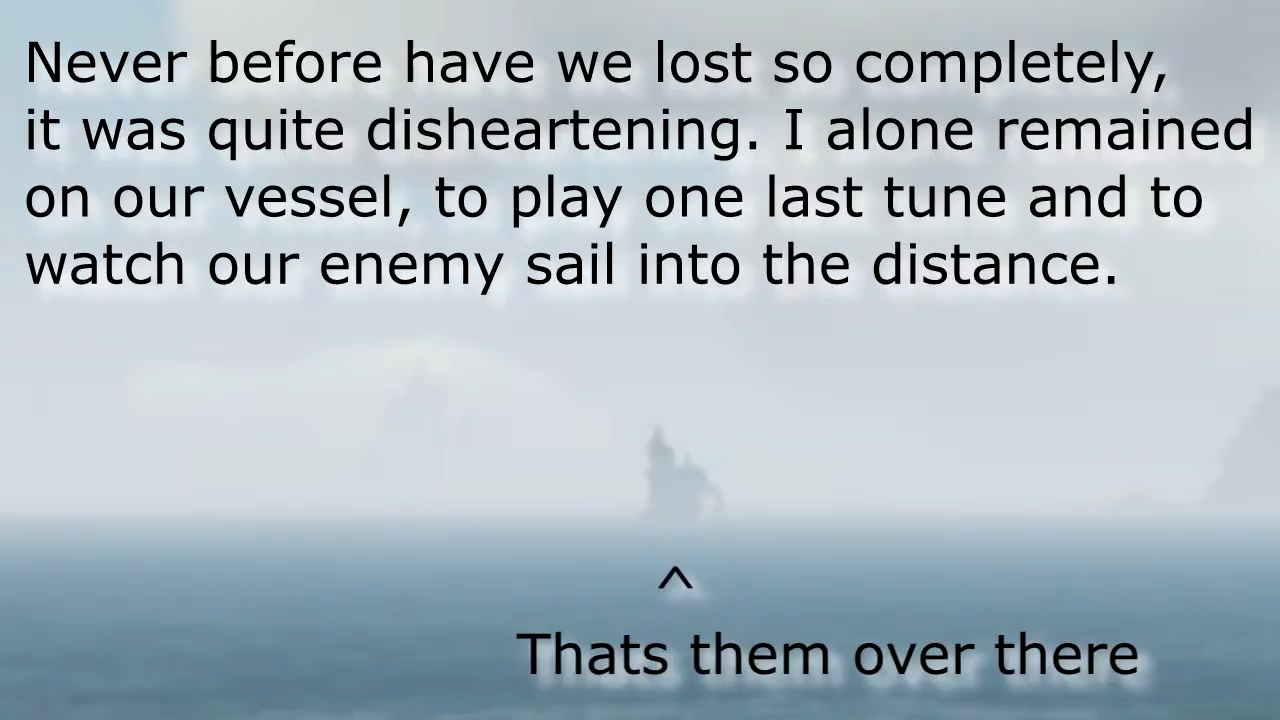 Never before have we lost so completely,
it was quite disheartening. I alone remained
on our vessel, to play one last tune and to
watch our enemy sail into the distance.
^
Thats them over there